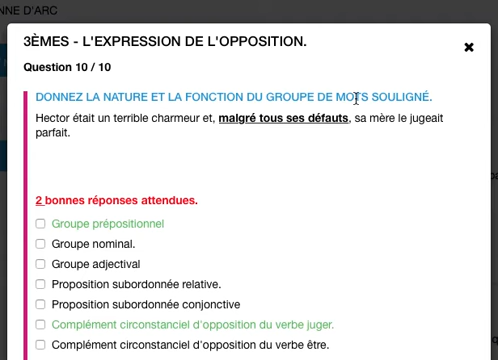 NNE D'ARC
3ÈMES - L'EXPRESSION DE L'OPPOSITION.
Question 10 / 10
DONNEZ LA NATURE ET LA FONCTION DU GROUPE DE MOTS SOULIGNÉ.
Hector était un terrible charmeur et, malgré tous ses défauts, sa mère le jugeait
parfait.
2 bonnes réponses attendues.
Groupe prépositionnel
Groupe nominal.
Groupe adjectival
Proposition subordonnée relative.
Proposition subordonnée conjonctive
Complément circonstanciel d'opposition du verbe juger.
Complément circonstanciel d'opposition du verbe être.